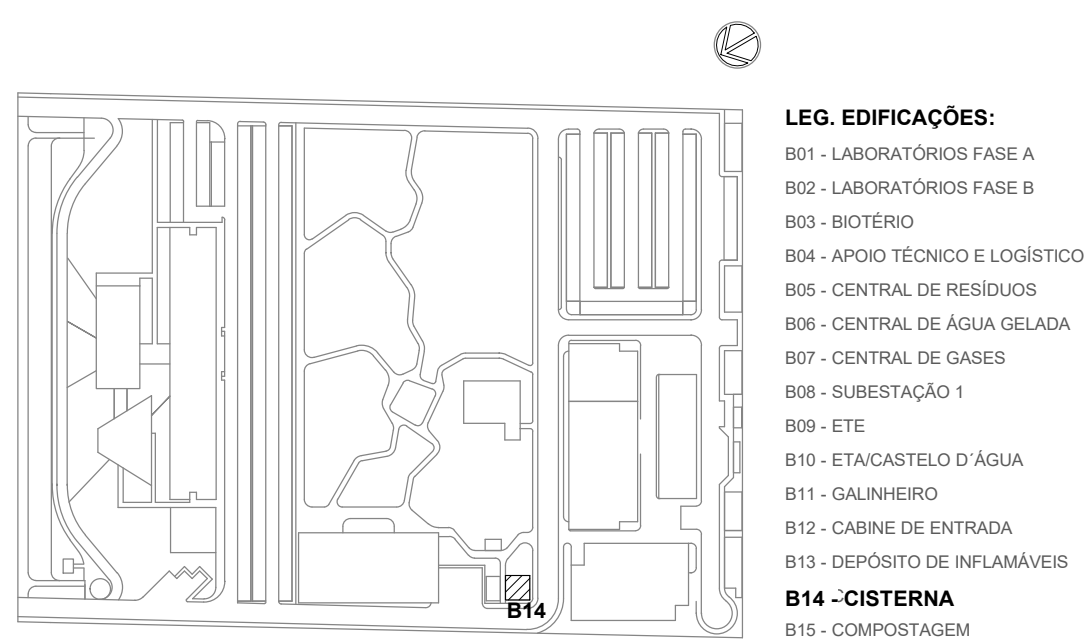 LEG. EDIFICAÇÕES:
B01 - LABORATÓRIOS FASE A
B02 - LABORATÓRIOS FASE B
B03 - BIOTÉRIO
B04 - APOIO TÉCNICO E LOGÍSTICO
B05 - CENTRAL DE RESÍDUOS
B06 - CENTRAL DE ÁGUA GELADA
B07 - CENTRAL DE GASES
B08 - SUBESTAÇÃO 1
B09 - ETE
B10 - ETA/CASTELO D´ÁGUA
B11 - GALINHEIRO
B12 - CABINE DE ENTRADA
B13 - DEPÓSITO DE INFLAMÁVEIS
B14 - CISTERNA
B15 - COMPOSTAGEM
B14